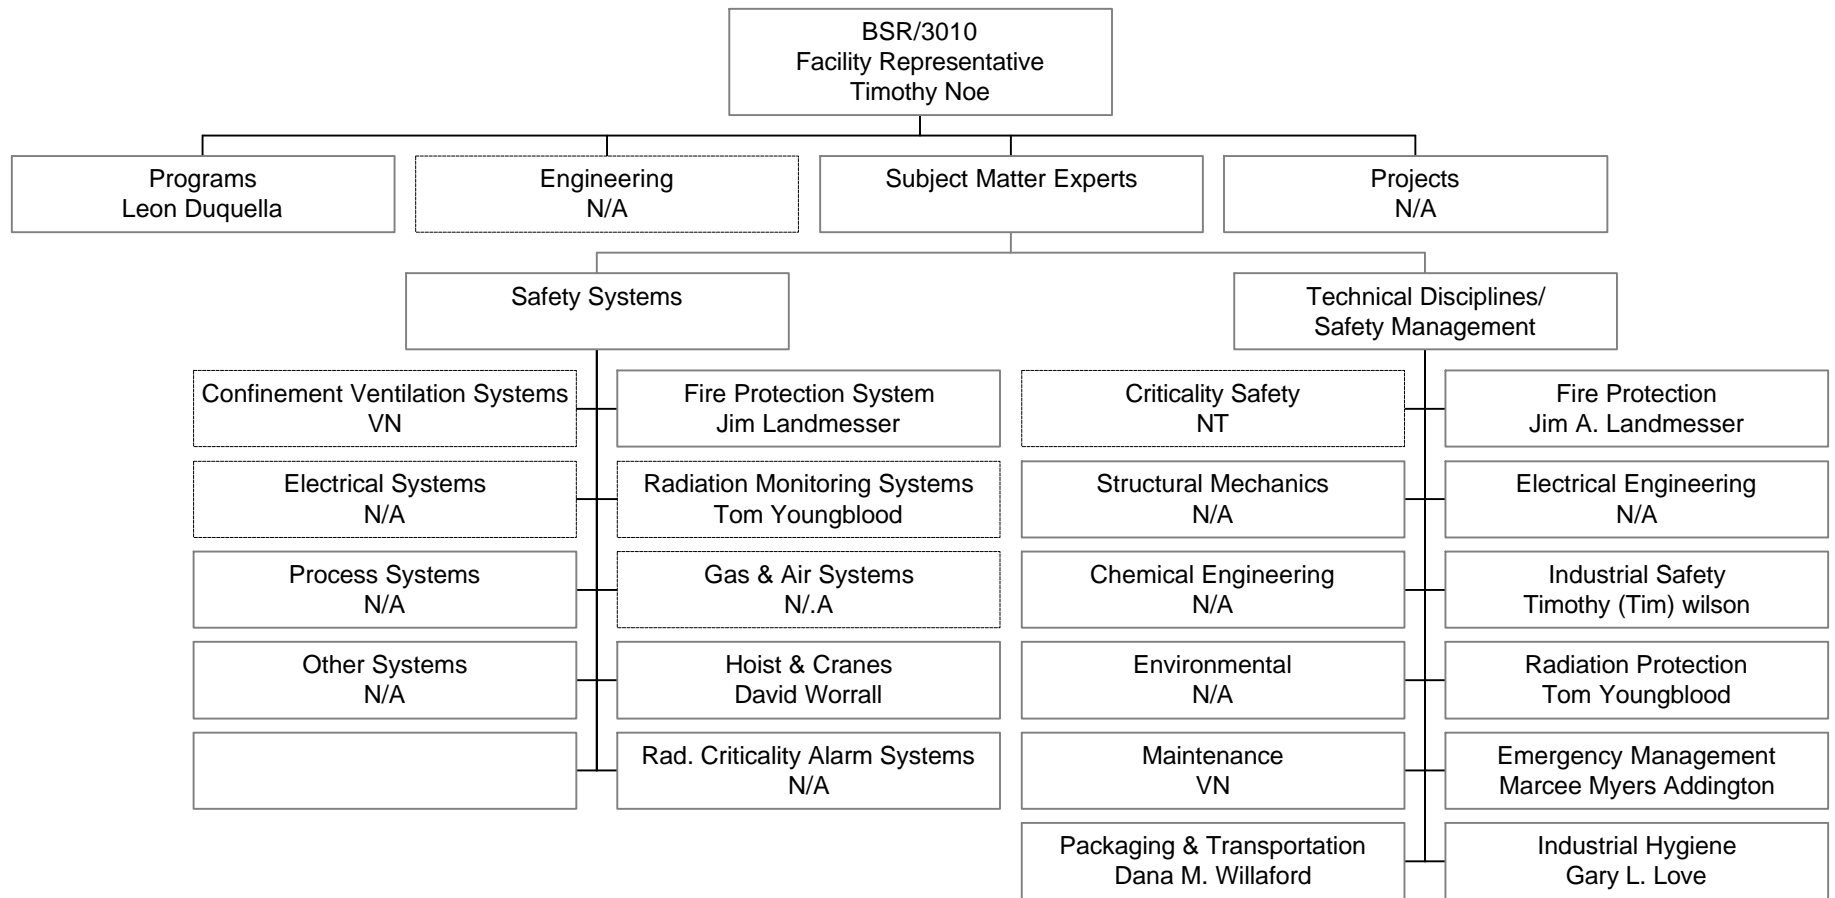 BSR/3010
Facility Representative
Timothy Noe
Programs
Leon Duquella
Engineering
N/A
Subject Matter Experts
Projects
N/A
Safety Systems
Technical Disciplines/
Safety Management
Confinement Ventilation Systems
VN
Fire Protection System
Jim Landmesser
Criticality Safety
NT
Fire Protection
Jim A. Landmesser
Electrical Systems
N/A
Radiation Monitoring Systems
Tom Youngblood
Structural Mechanics
N/A
Electrical Engineering
N/A
Process Systems
N/A
Gas & Air Systems
N/.A
Chemical Engineering
N/A
Industrial Safety
Timothy (Tim) wilson
Other Systems
N/A
Hoist & Cranes
David Worrall
Environmental
N/A
Radiation Protection
Tom Youngblood
Rad. Criticality Alarm Systems
N/A
Maintenance
VN
Emergency Management
Marcee Myers Addington
Packaging & Transportation
Dana M. Willaford
Industrial Hygiene
Gary L. Love